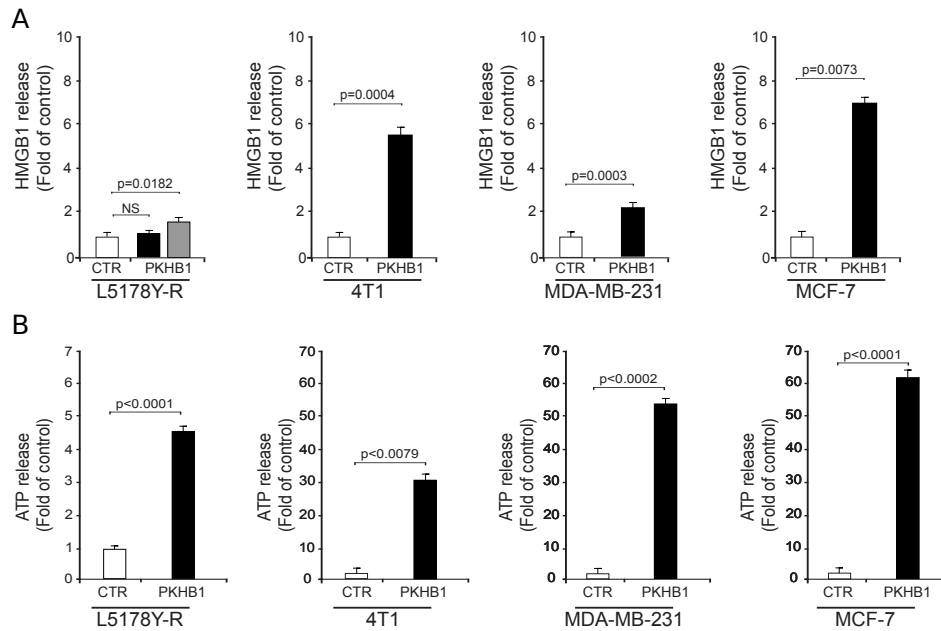 A
HMGB1 release
(Fold of control)
10
8
6
4
2
0
p=0.0182
NS
CTR PKHB1
L5178Y-R
HMGB1 release
(Fold of control)
10
8
6
4
2
0
p=0.0004
CTR PKHB1
4T1
HMGB1 release
(Fold of control)
10
8
6
4
2
0
p=0.0003
CTR PKHB1
MDA-MB-231
HMGB1 release
(Fold of control)
10
8
6
4
2
0
p=0.0073
CTR PKHB1
MCF-7
B
ATP release
(Fold of control)
7
6
5
4
3
2
1
0
p<0.0001
CTR PKHB1
L5178Y-R
ATP release
(Fold of control)
70
60
50
40
30
20
10
0
p<0.0079
CTR PKHB1
4T1
ATP release
(Fold of control)
70
60
50
40
30
20
10
0
p<0.0002
CTR PKHB1
MDA-MB-231
ATP release
(Fold of control)
70
60
50
40
30
20
10
0
p<0.0001
CTR PKHB1
MCF-7